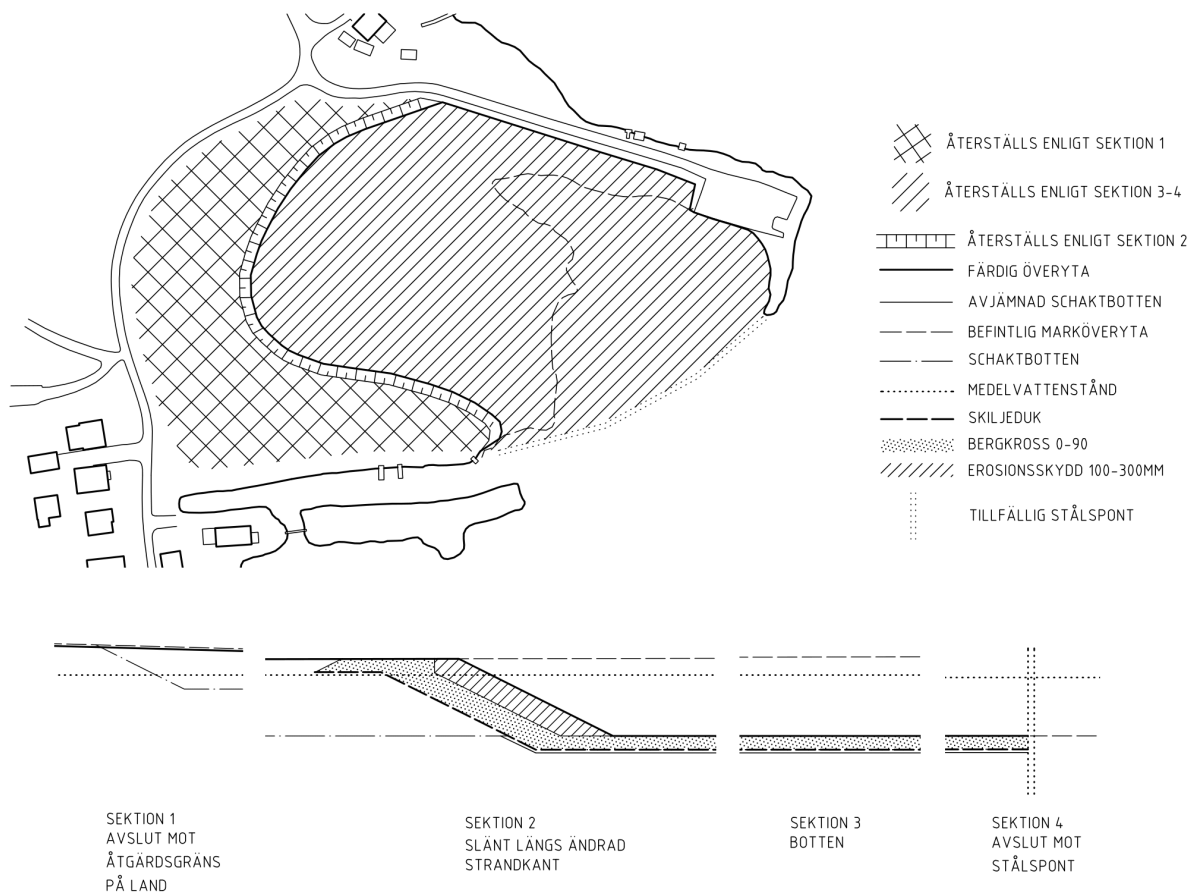 ÅTERSTÄLLS ENLIGT SEKTION 1
ÅTERSTÄLLS ENLIGT SEKTION 3-4
ÅTERSTÄLLS ENLIGT SEKTION 2
FÄRDIG ÖVERYTA
AVJÄMNAD SCHAKTBOTTEN
BEFINTLIG MARKÖVERYTA
SCHAKTBOTTEN
MEDELVATTENSTÅND
SKILJEDUK
BERGKROSS 0-90
EROSIONSSKYDD 100-300MM
TILLFÄLLIG STÅLSPONT
SEKTION 1
AVSLUT MOT
ÅTGÄRDSGRÄNS
PÅ LAND
SEKTION 2
SLÄNT LÄNGS ÄNDRAD
STRANDKANT
SEKTION 3
BOTTEN
SEKTION 4
AVSLUT MOT
STÅLSPONT